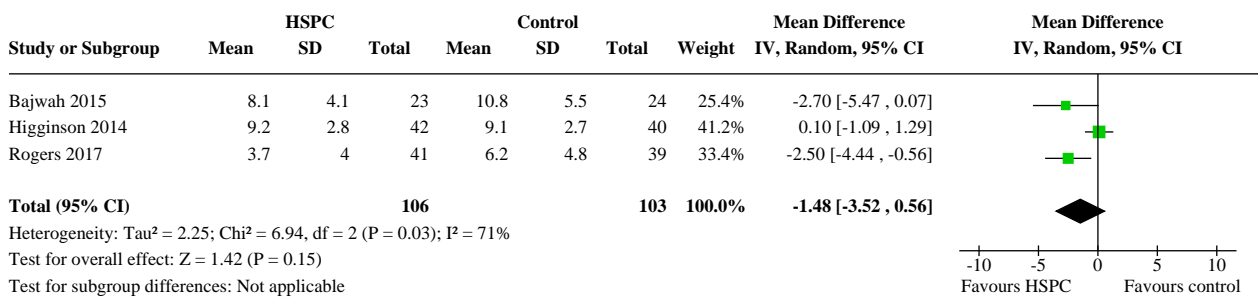 HSPC Control Mean Difference Mean Difference
Study or Subgroup Mean SD Total Mean SD Total Weight IV, Random, 95% CI IV, Random, 95% CI
Bajwah 2015 8.1 4.1 23 10.8 5.5 24 25.4% -2.70 [-5.47 , 0.07]
Higginson 2014 9.2 2.8 42 9.1 2.7 40 41.2% 0.10 [-1.09 , 1.29]
Rogers 2017 3.7 4 41 6.2 4.8 39 33.4% -2.50 [-4.44 , -0.56]
Total (95% CI) 106 103 100.0% -1.48 [-3.52 , 0.56]
Heterogeneity: Tau² = 2.25; Chi² = 6.94, df = 2 (P = 0.03); I² = 71%
Test for overall effect: Z = 1.42 (P = 0.15)
-10 -5 0 5 10
Test for subgroup differences: Not applicable
Favours HSPC Favours control